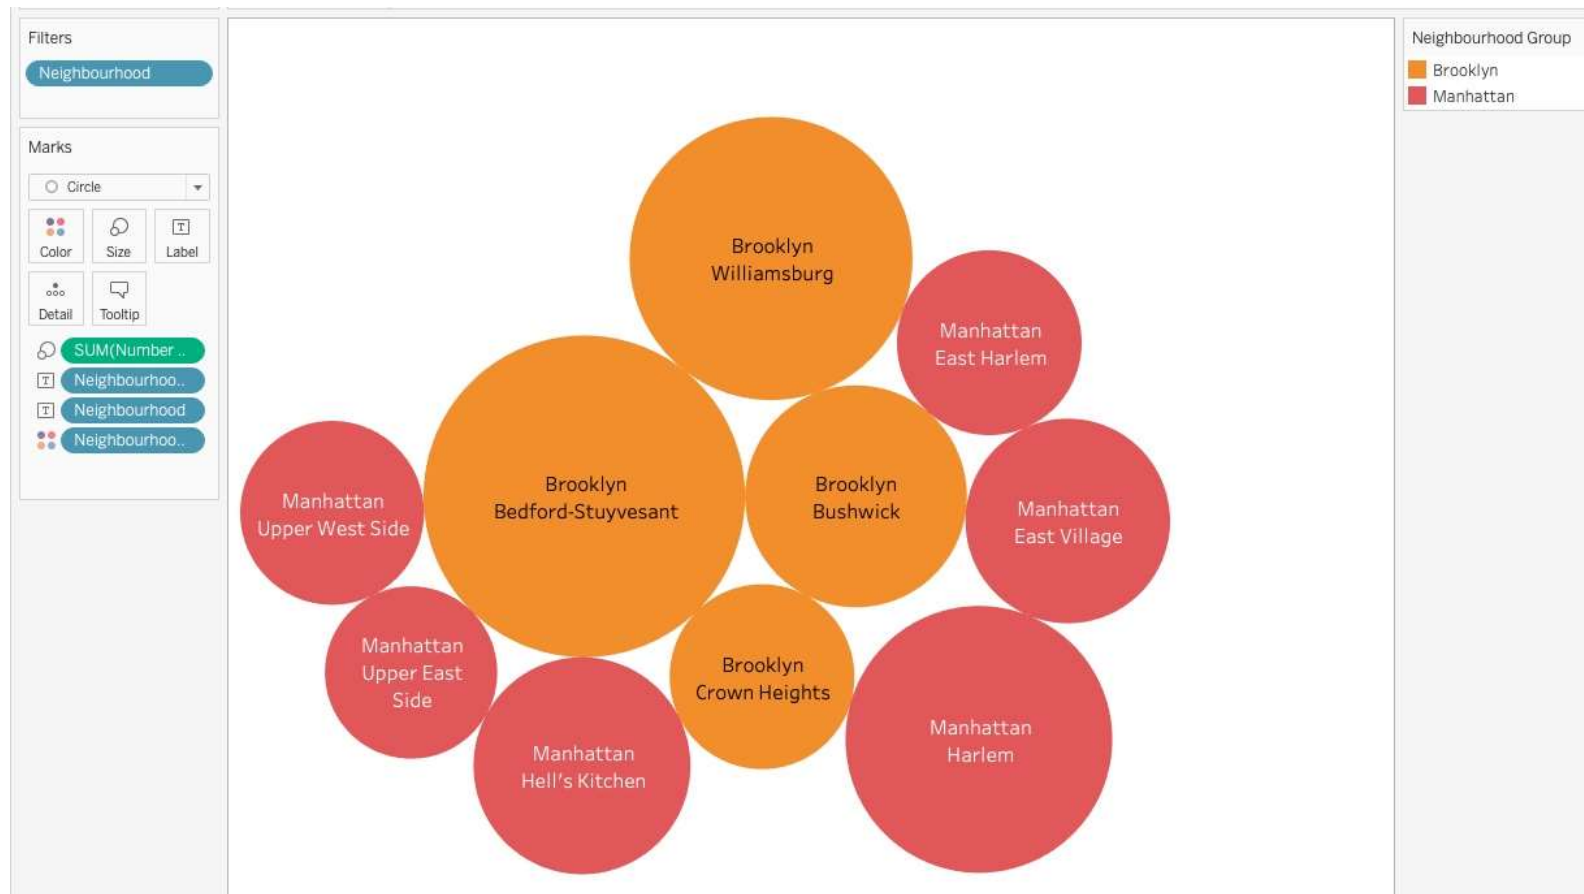 Filters
Neighbourhood
Marks
Circle
Color
Size
Label
Detail
Tooltip
SUM(Number ..
Neighbourhoo..
Neighbourhood
Neighbourhoo..
Brooklyn
Williamsburg
Manhattan
East Harlem
Brooklyn
Bedford-Stuyvesant
Brooklyn
Bushwick
Manhattan
Upper West Side
Manhattan
East Village
Manhattan
Upper East
Side
Brooklyn
Crown Heights
Manhattan
Hell's Kitchen
Manhattan
Harlem
Neighbourhood Group
Brooklyn
Manhattan